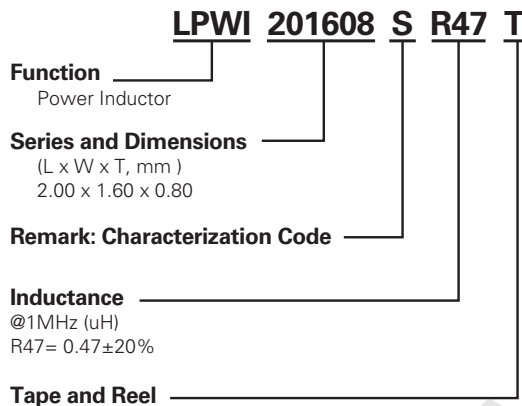 LPWI 201608 S R47 T
Function
Power Inductor
Series and Dimensions
(L x W x T, mm )
2.00 x 1.60 x 0.80
Remark: Characterization Code
Inductance
@1MHz (uH)
R47= 0.47±20%
Tape and Reel